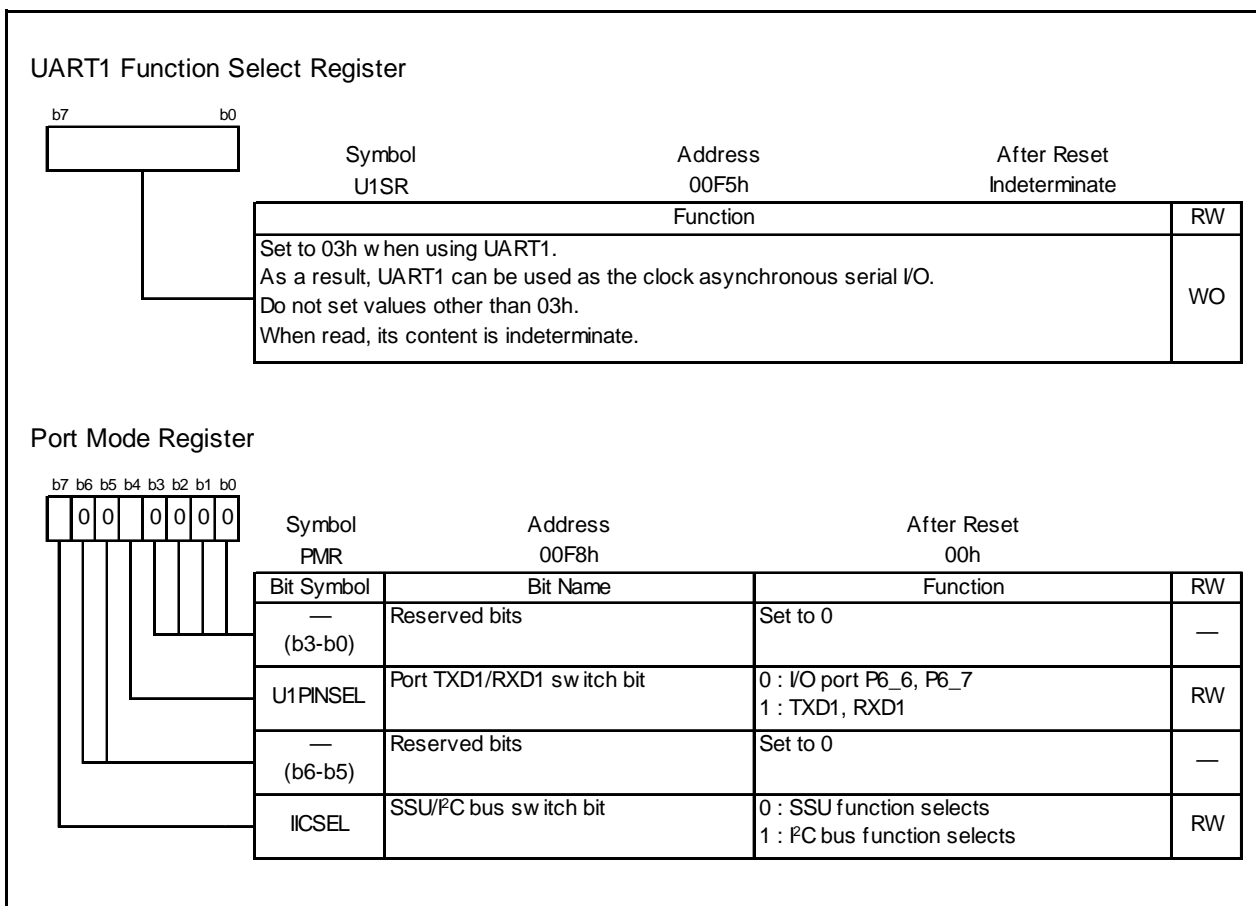 UART1 Function Select Register
b7 b0
Symbol Address After Reset
U1SR 00F5h Indeterminate
Function RW
Set to 03h when using UART1.
As a result, UART1 can be used as the clock asynchronous serial I/O.
Do not set values other than 03h.
When read, its content is indeterminate.
WO
Port Mode Register
b7 b6 b5 b4 b3 b2 b1 b0
0 0 0 0 0 0
Symbol Address After Reset
PMR 00F8h 00h
Bit Symbol Bit Name Function RW
— (b3-b0) Reserved bits Set to 0 —
U1PINSEL Port TXD1/RXD1 switch bit 0 : I/O port P6_6, P6_7
1 : TXD1, RXD1 RW
— (b6-b5) Reserved bits Set to 0 —
IICSEL SSU/I²C bus switch bit 0 : SSU function selects
1 : I²C bus function selects RW